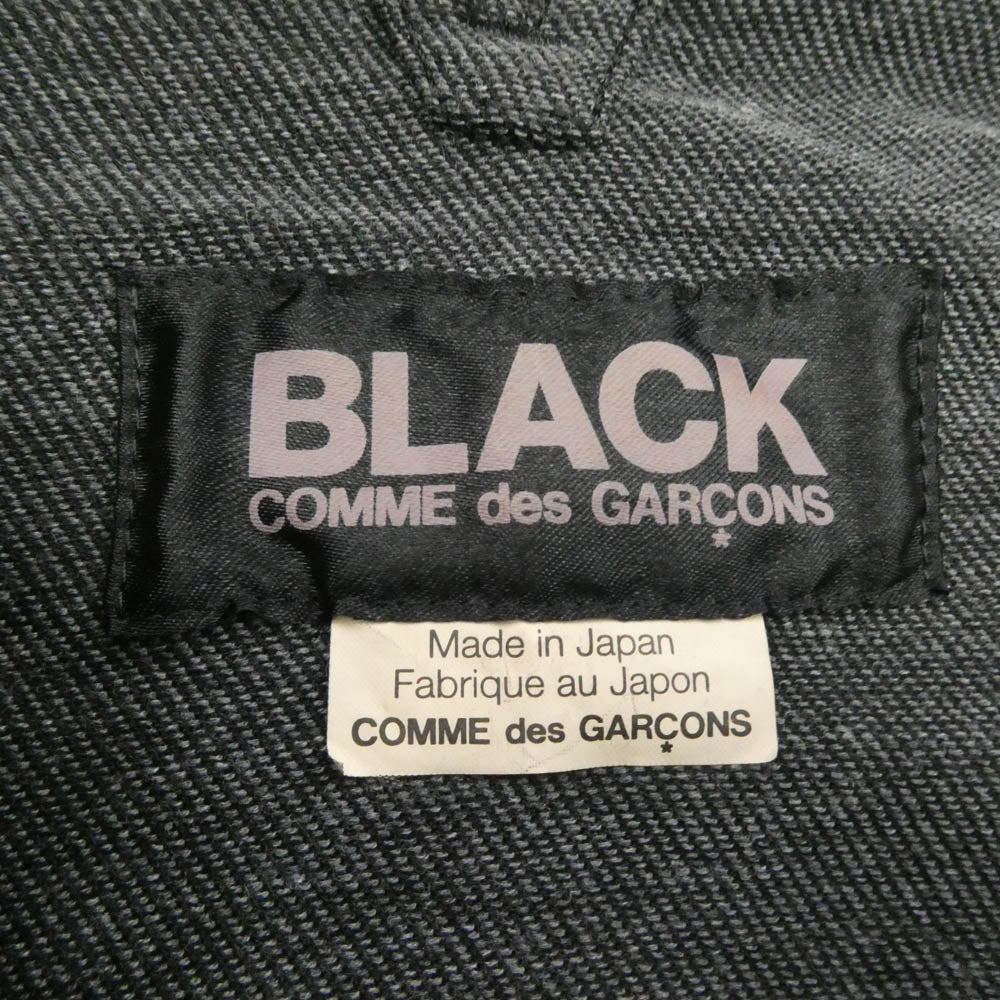 BLACK
COMME des GARÇONS
Made in Japan
Fabrique au Japon
COMME des GARÇONS